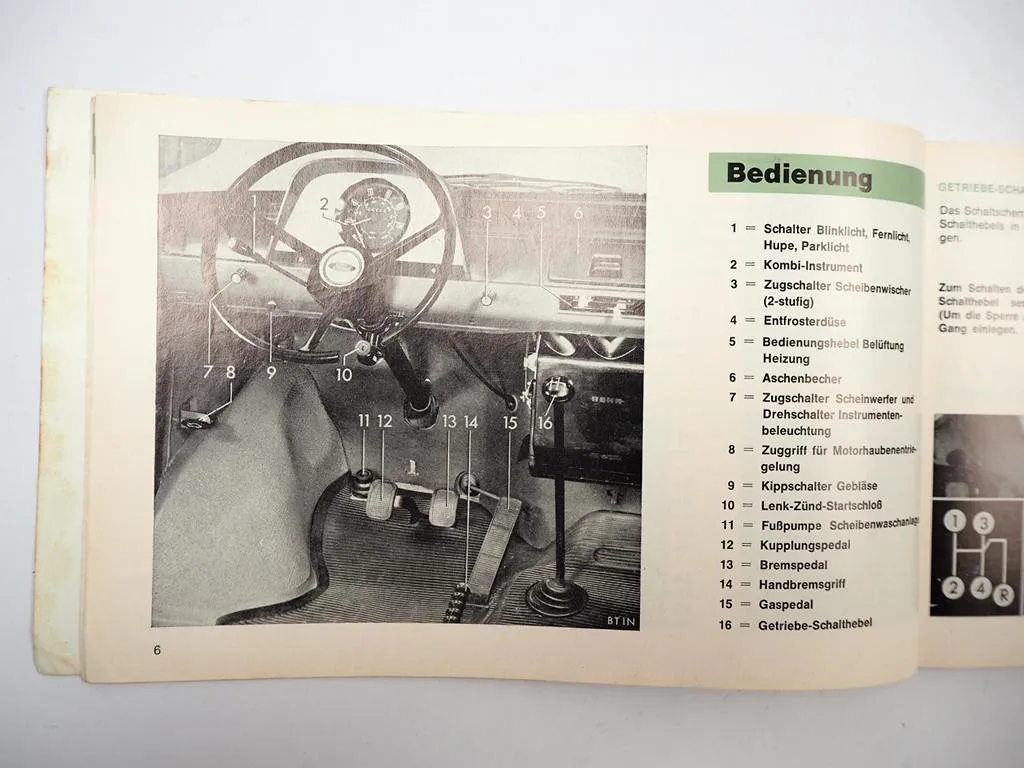 1
2
3
4
5
6
7
8
9
10
11
12
13
14
15
16
BEHR
BT1N
6
Bedienung
1 = Schalter Blinklicht, Fernlicht,
Hupe, Parklicht
2 = Kombi-Instrument
3 = Zugschalter Scheibenwischer
(2-stufig)
4 = Entfrosterdüse
5 = Bedienungshebel Belüftung
Heizung
6 = Aschenbecher
7 = Zugschalter Scheinwerfer und
Drehschalter Instrumenten-
beleuchtung
8 = Zuggriff für Motorhaubenentrie-
gelung
9 = Kippschalter Gebläse
10 = Lenk-Zünd-Startschloß
11 = Fußpumpe Scheibenwaschanlage
12 = Kupplungspedal
13 = Bremspedal
14 = Handbremsgriff
15 = Gaspedal
16 = Getriebe-Schalthebel
GETRIEBE-SCHA
Das Schaltschem
Schalthebels in
gen.
Zum Schalten d
Schalthebel se
(Um die Sperre
Gang einlegen.
1 3
2 4 R